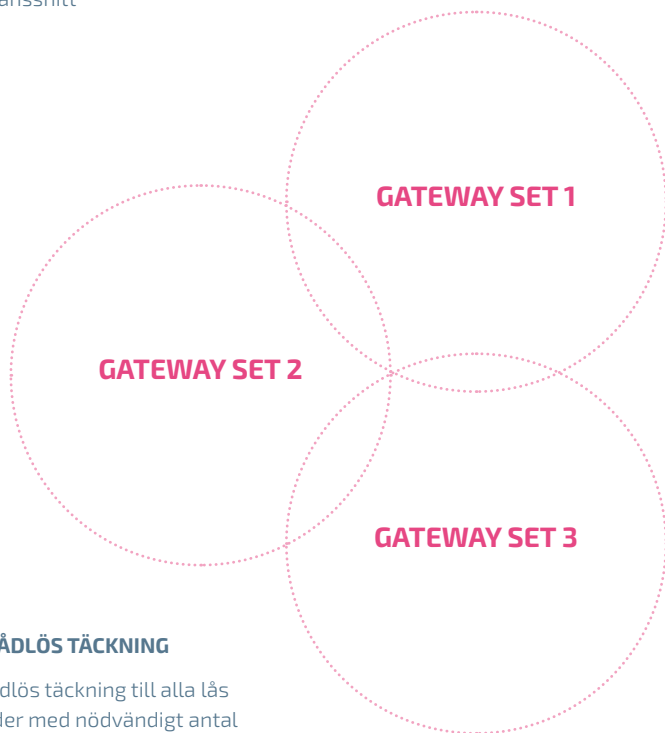 GATEWAY SET 1
GATEWAY SET 2
GATEWAY SET 3
ÅDLÖS TÄCKNING
dlös täckning till alla lås
der med nödvändigt antal